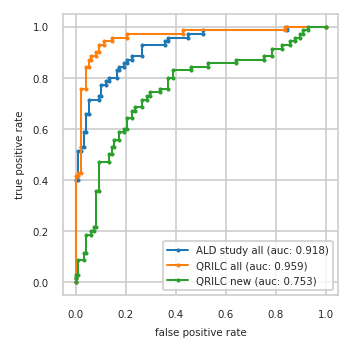 1.0
0.8
0.6
0.4
0.2
0.0
true positive rate
ALD study all (auc: 0.918)
QRILC all (auc: 0.959)
QRILC new (auc: 0.753)
0.0 0.2 0.4 0.6 0.8 1.0
false positive rate